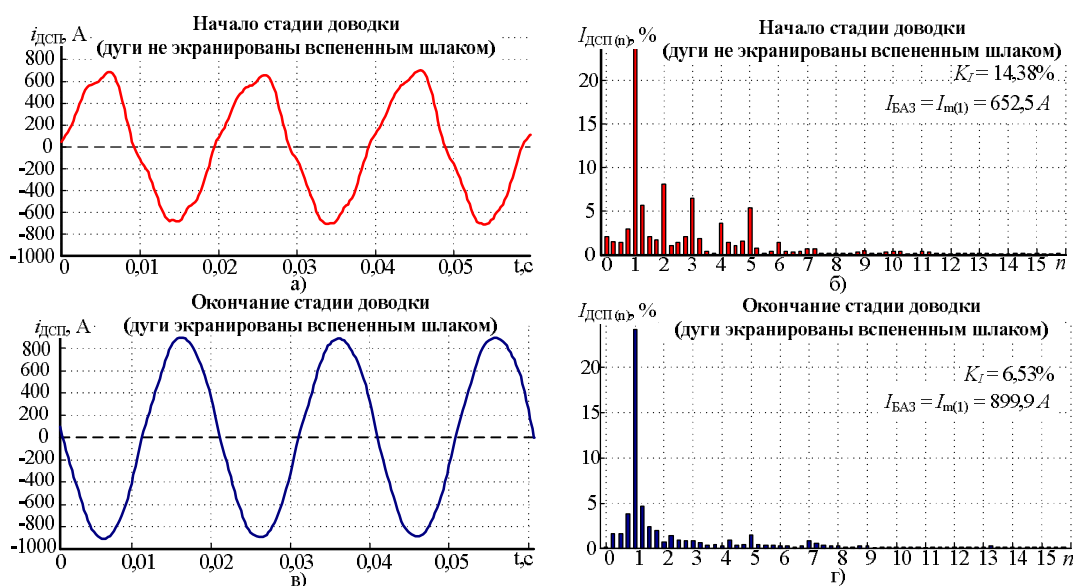 Начало стадии доводки
(дуги не экранированы вспененным шлаком)
iДСП, А
800
600
400
200
0
-200
-400
-600
-800
-1000
0 0,01 0,02 0,03 0,04 0,05 t,с
а)
Начало стадии доводки
(дуги не экранированы вспененным шлаком)
IДСП(n), %
KI = 14,38%
IБАЗ = Im(1) = 652,5 А
20
15
10
5
0
0 1 2 3 4 5 6 7 8 9 10 11 12 13 14 15 n
б)
Окончание стадии доводки
(дуги экранированы вспененным шлаком)
iДСП, А
800
600
400
200
0
-200
-400
-600
-800
-1000
0 0,01 0,02 0,03 0,04 0,05 t,с
в)
Окончание стадии доводки
(дуги экранированы вспененным шлаком)
IДСП(n), %
KI = 6,53%
IБАЗ = Im(1) = 899,9 А
20
15
10
5
0
0 1 2 3 4 5 6 7 8 9 10 11 12 13 14 15 n
г)